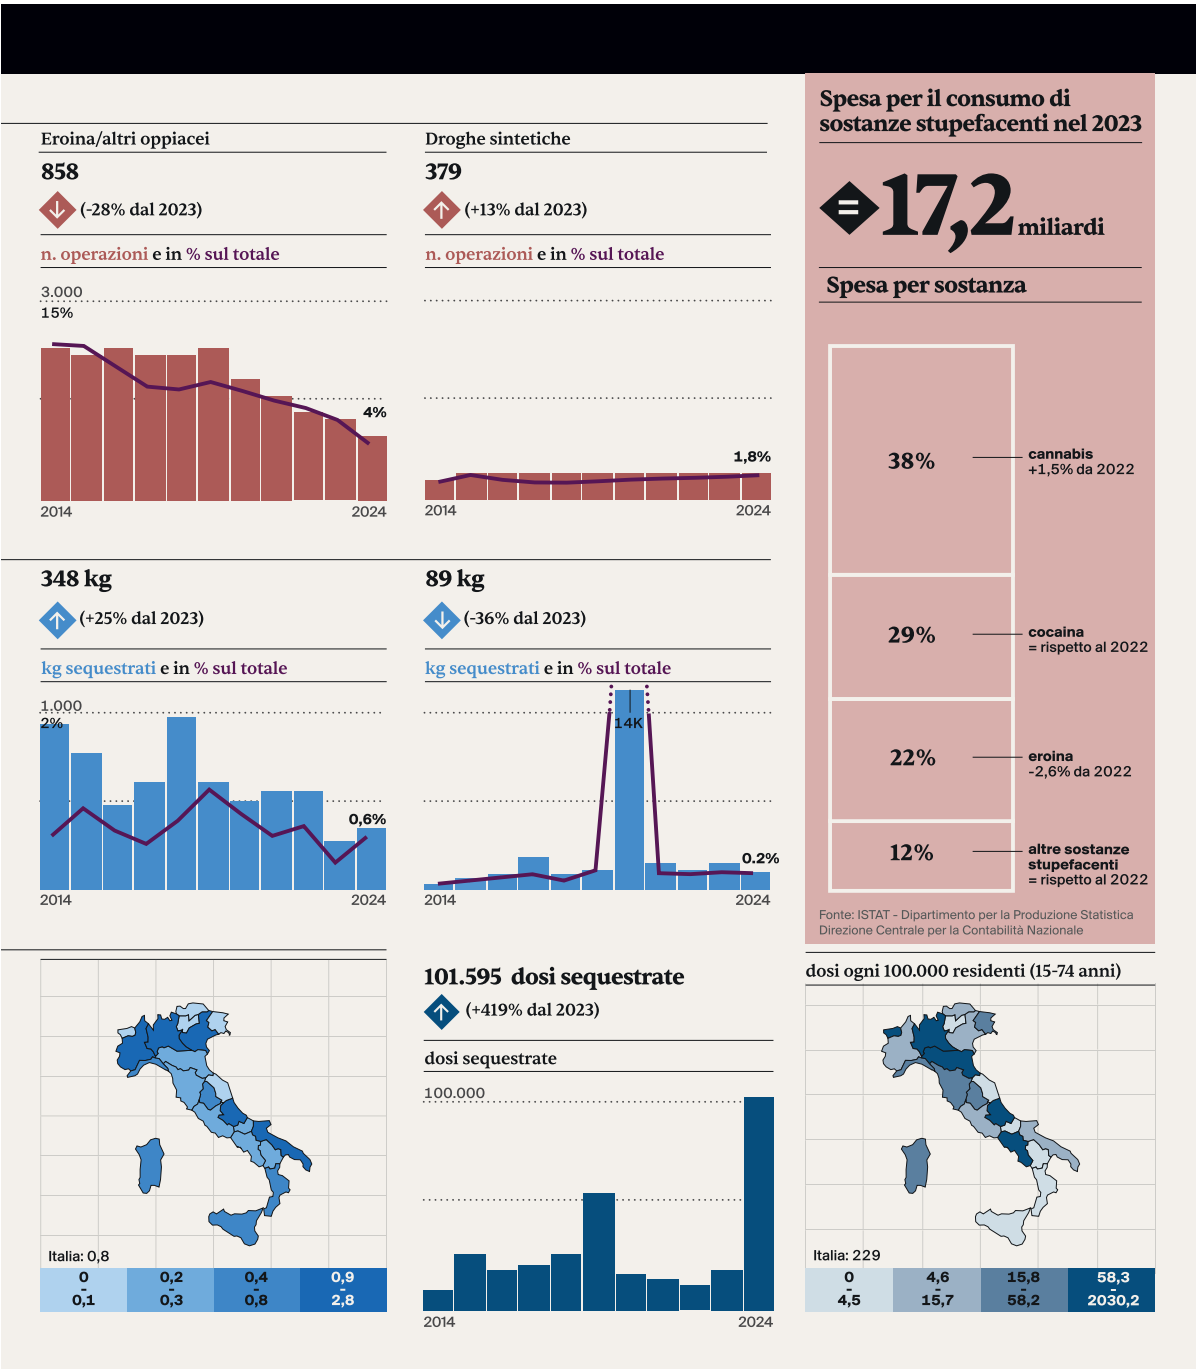 Eroina/altri oppiacei
858
(-28% dal 2023)
n. operazioni e in % sul totale
3.000
15%
4%
2014
2024
Droghe sintetiche
379
(+13% dal 2023)
n. operazioni e in % sul totale
1,8%
2014
2024
348 kg
(+25% dal 2023)
kg sequestrati e in % sul totale
1.000
2%
0,6%
2014
2024
89 kg
(-36% dal 2023)
kg sequestrati e in % sul totale
14K
0.2%
2014
2024
Italia: 0,8
0 - 0,1
0,2 - 0,3
0,4 - 0,8
0,9 - 2,8
101.595 dosi sequestrate
(+419% dal 2023)
dosi sequestrate
100.000
2014
2024
Spesa per il consumo di
sostanze stupefacenti nel 2023
= 17,2 miliardi
Spesa per sostanza
38%
cannabis
+1,5% da 2022
29%
cocaina
= rispetto al 2022
22%
eroina
-2,6% da 2022
12%
altre sostanze
stupefacenti
= rispetto al 2022
Fonte: ISTAT - Dipartimento per la Produzione Statistica
Direzione Centrale per la Contabilità Nazionale
dosi ogni 100.000 residenti (15-74 anni)
Italia: 229
0 - 4,5
4,6 - 15,7
15,8 - 58,2
58,3 - 2030,2